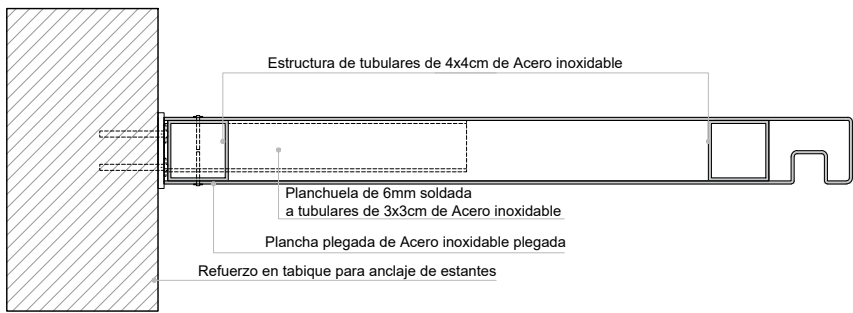 Estructura de tubulares de 4x4cm de Acero inoxidable
Planchuela de 6mm soldada
a tubulares de 3x3cm de Acero inoxidable
Plancha plegada de Acero inoxidable plegada
Refuerzo en tabique para anclaje de estantes